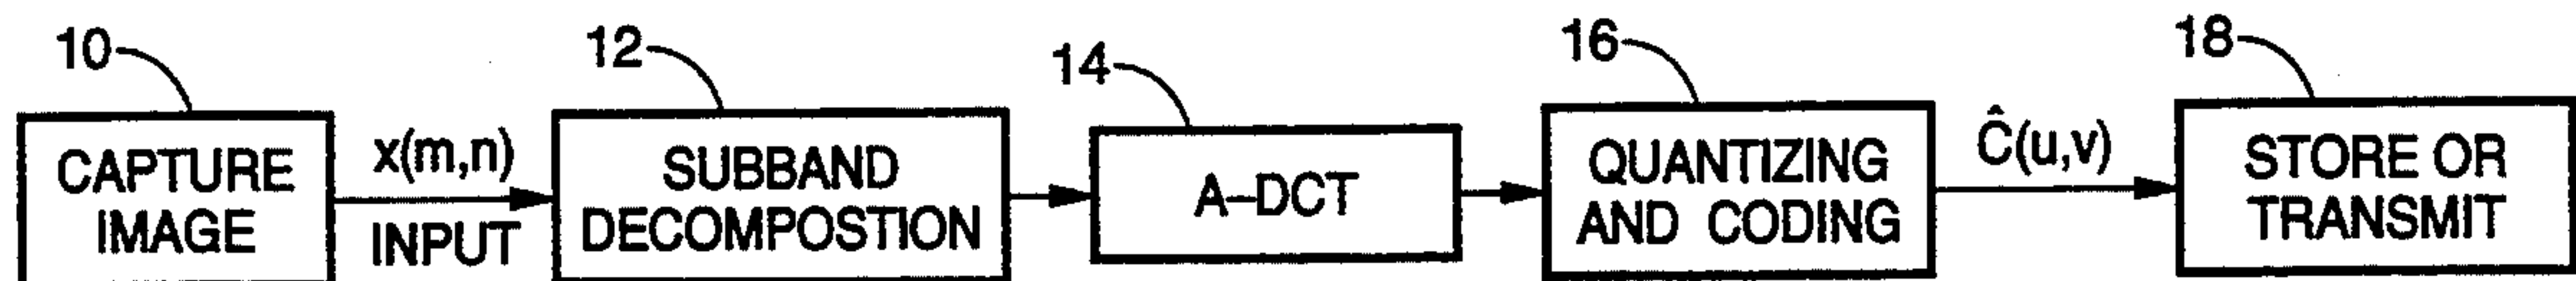 10
12
14
16
18
CAPTURE
IMAGE
x(m,n)
INPUT
SUBBAND
DECOMPOSTION
A–DCT
QUANTIZING
AND CODING
Ĉ(u,v)
STORE OR
TRANSMIT